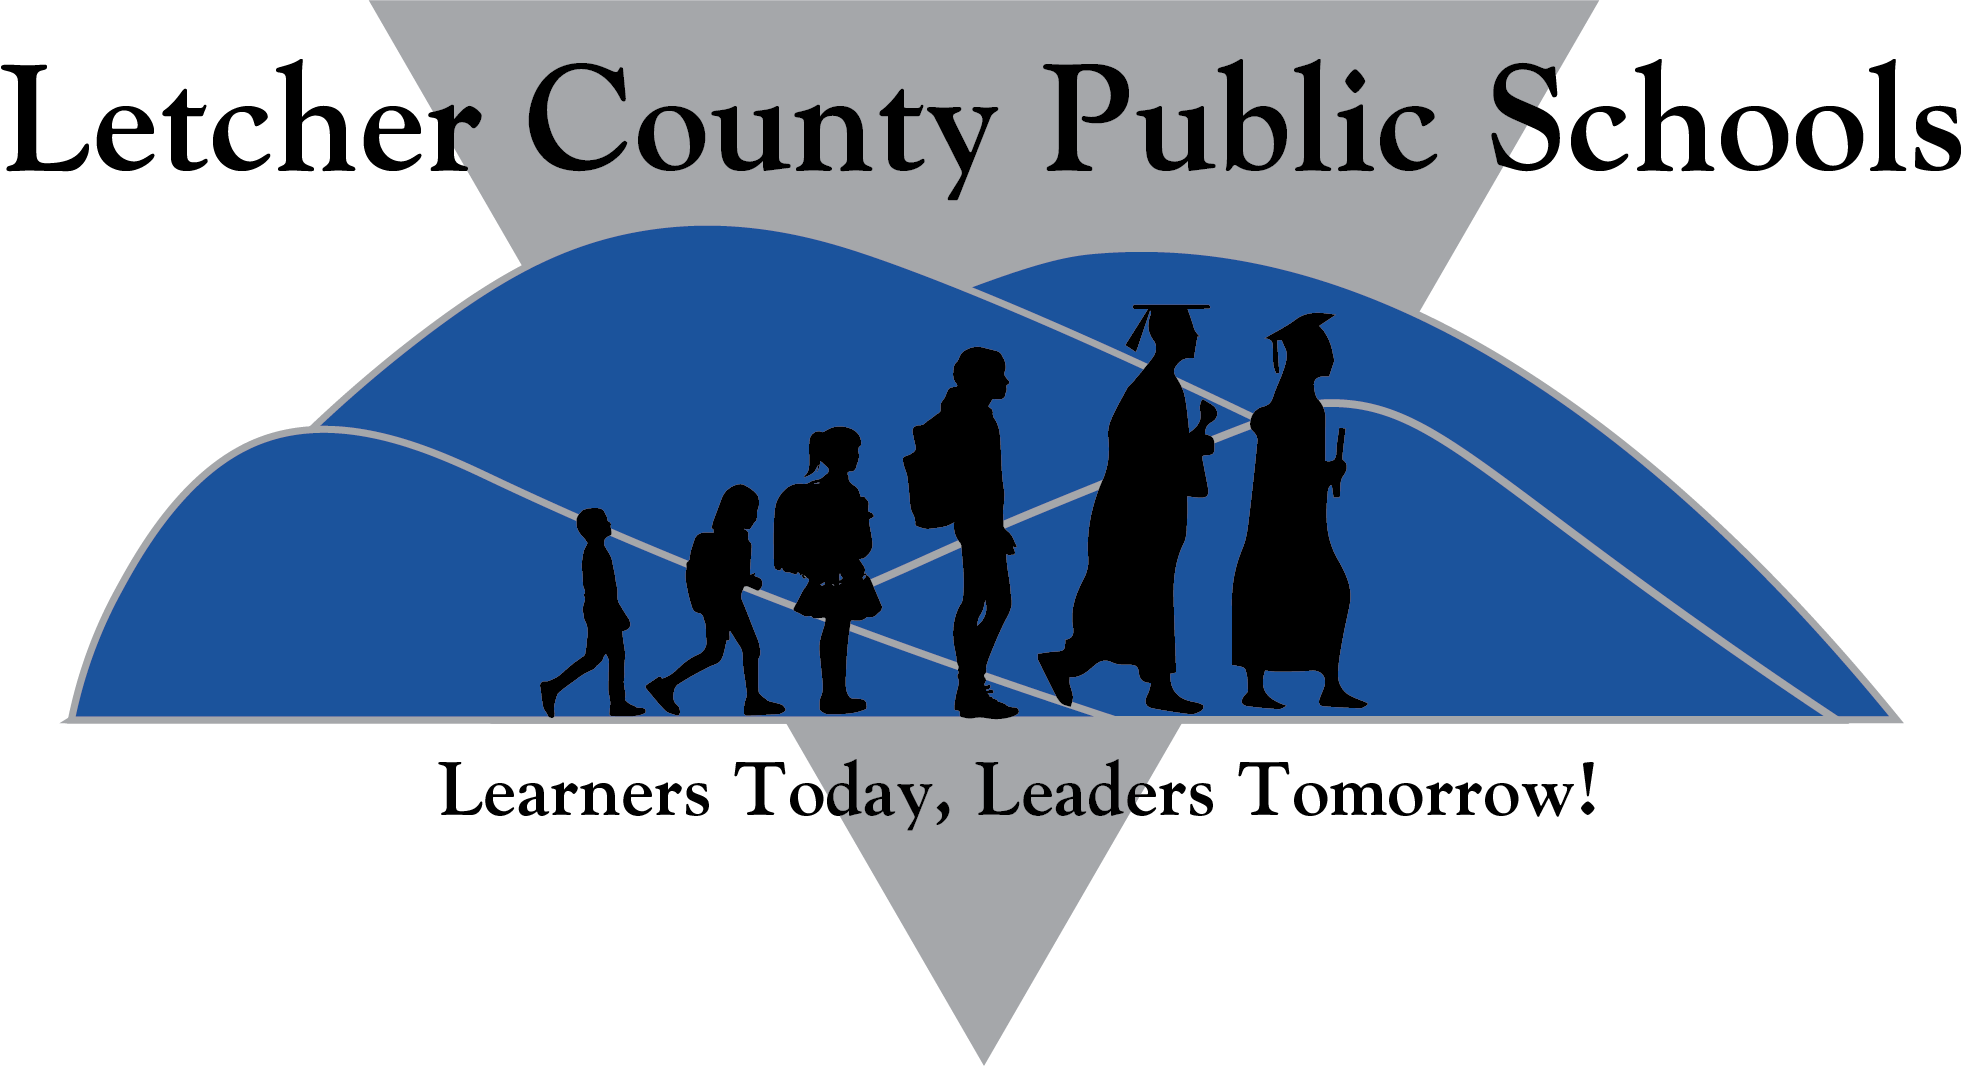 Letcher County Public Schools
Learners Today, Leaders Tomorrow!